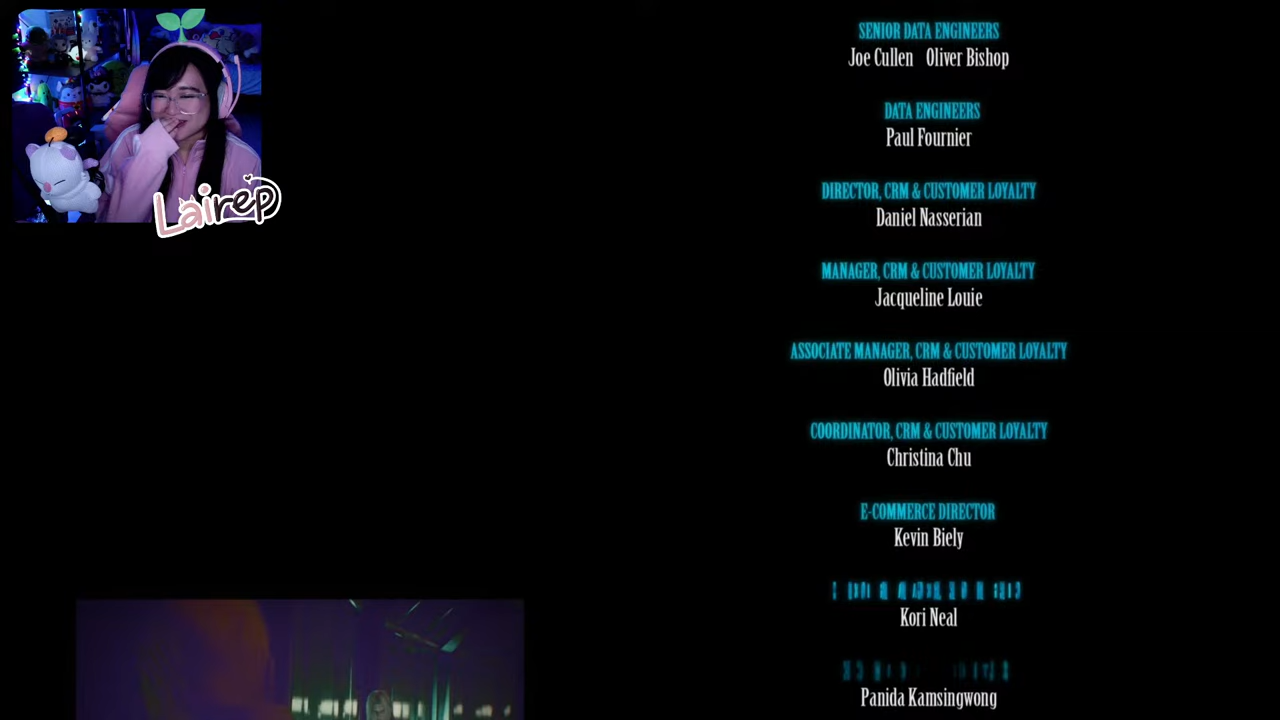 Lairep
SENIOR DATA ENGINEERS
Joe Cullen Oliver Bishop
DATA ENGINEERS
Paul Fournier
DIRECTOR, CRM & CUSTOMER LOYALTY
Daniel Nasserian
MANAGER, CRM & CUSTOMER LOYALTY
Jacqueline Louie
ASSOCIATE MANAGER, CRM & CUSTOMER LOYALTY
Olivia Hadfield
COORDINATOR, CRM & CUSTOMER LOYALTY
Christina Chu
E-COMMERCE DIRECTOR
Kevin Biely
Kori Neal
Panida Kamsingwong